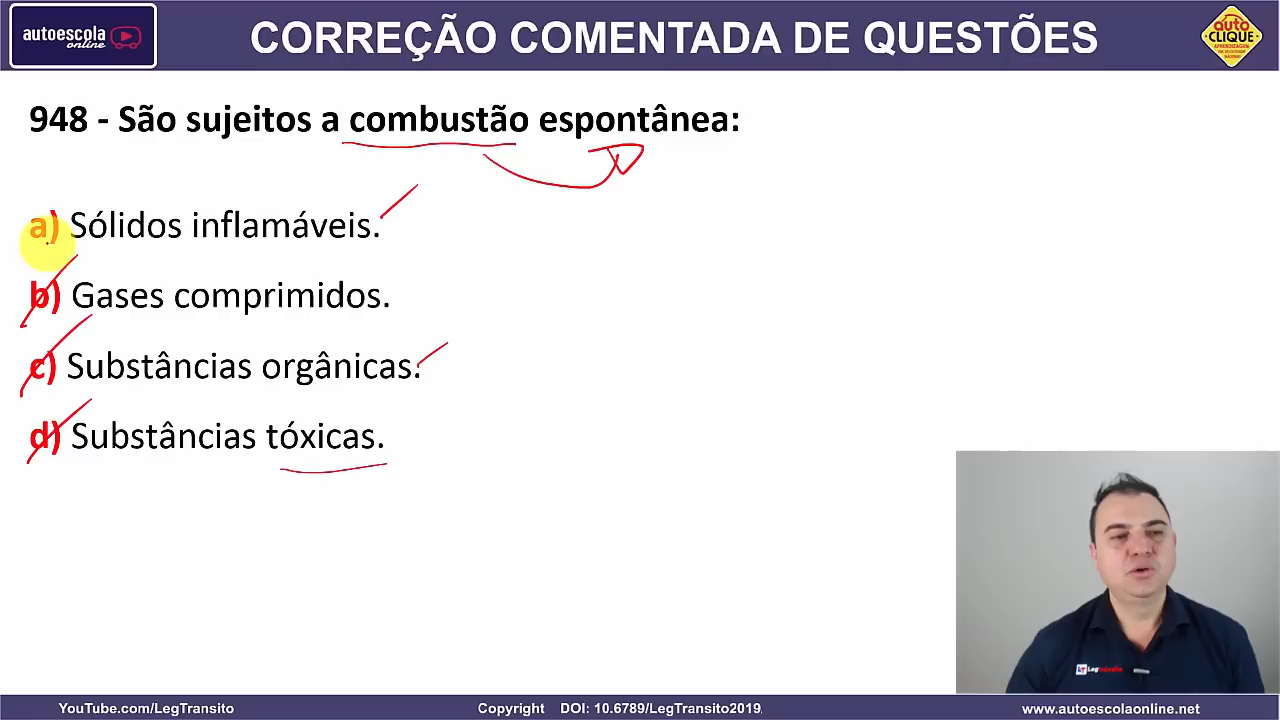 autoescola
online
CORREÇÃO COMENTADA DE QUESTÕES
auto
CLIQUE
948 - São sujeitos a combustão espontânea:
a) Sólidos inflamáveis.
b) Gases comprimidos.
c) Substâncias orgânicas.
d) Substâncias tóxicas.
YouTube.com/LegTransito
Copyright DOI: 10.6789/LegTransito2019
www.autoescolaonline.net